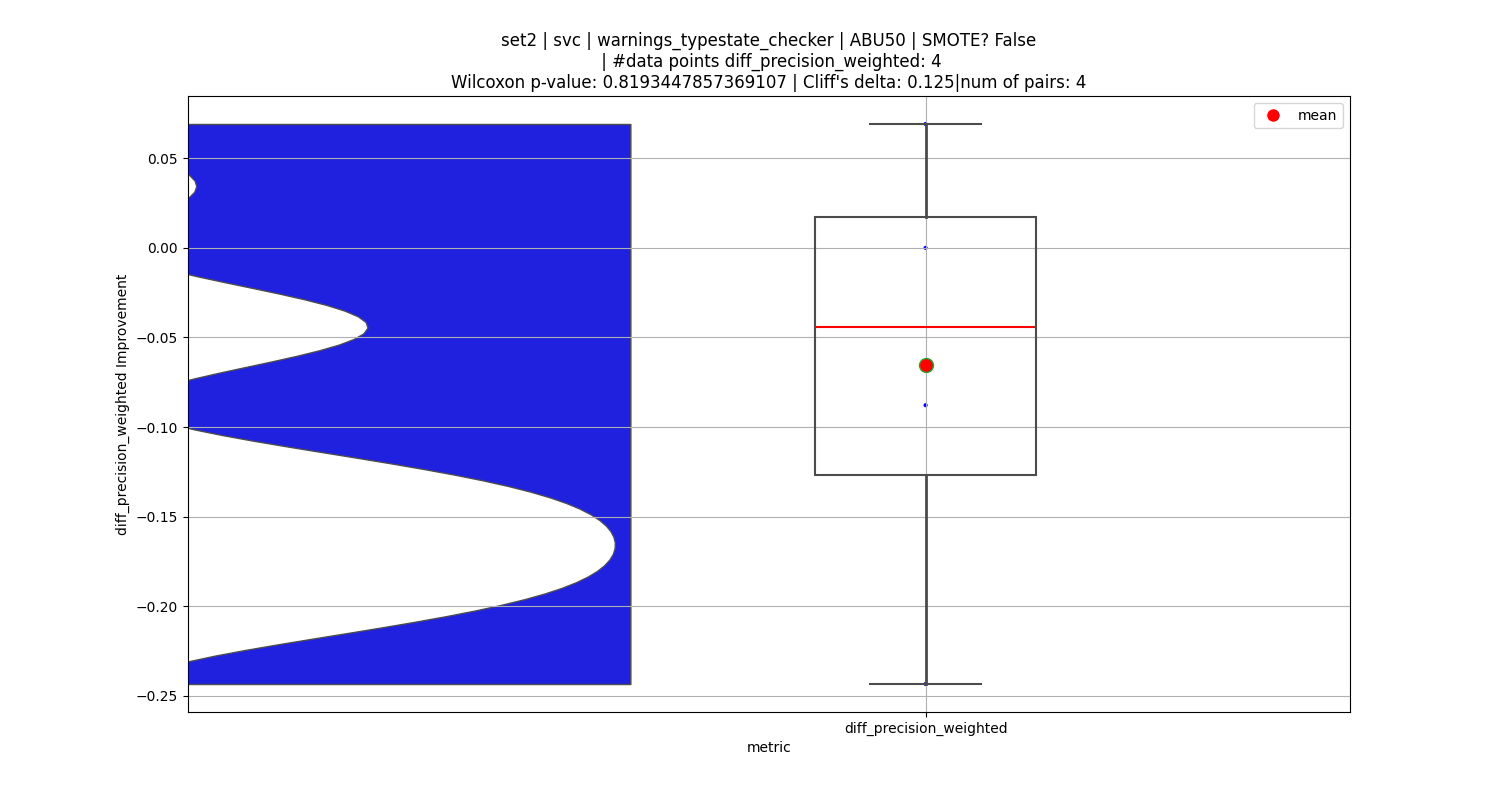 set2 | svc | warnings_typestate_checker | ABU50 | SMOTE? False
| #data points diff_precision_weighted: 4
Wilcoxon p-value: 0.8193447857369107 | Cliff's delta: 0.125|num of pairs: 4
mean
0.05
0.00
−0.05
−0.10
−0.15
−0.20
−0.25
diff_precision_weighted Improvement
diff_precision_weighted
metric